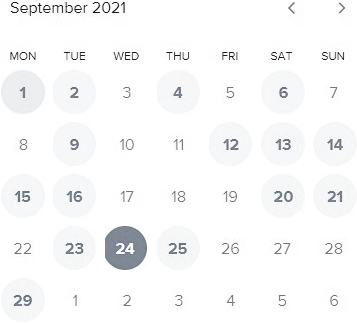 September 2021
MON TUE WED THU FRI SAT SUN
1 2 3 4 5 6 7
8 9 10 11 12 13 14
15 16 17 18 19 20 21
22 23 24 25 26 27 28
29 1 2 3 4 5 6